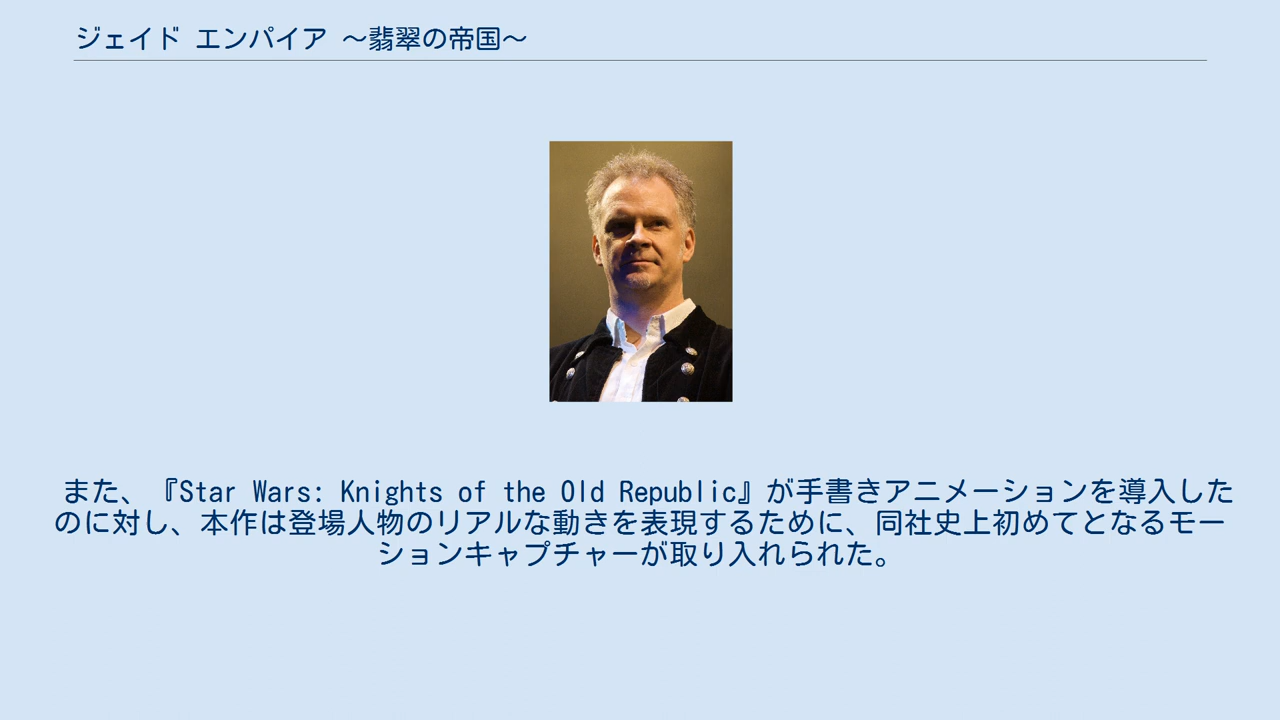 ジェイド エンパイア ～翡翠の帝国～
また、『Star Wars: Knights of the Old Republic』が手書きアニメーションを導入した
のに対し、本作は登場人物のリアルな動きを表現するために、同社史上初めてとなるモー
ションキャプチャーが取り入れられた。